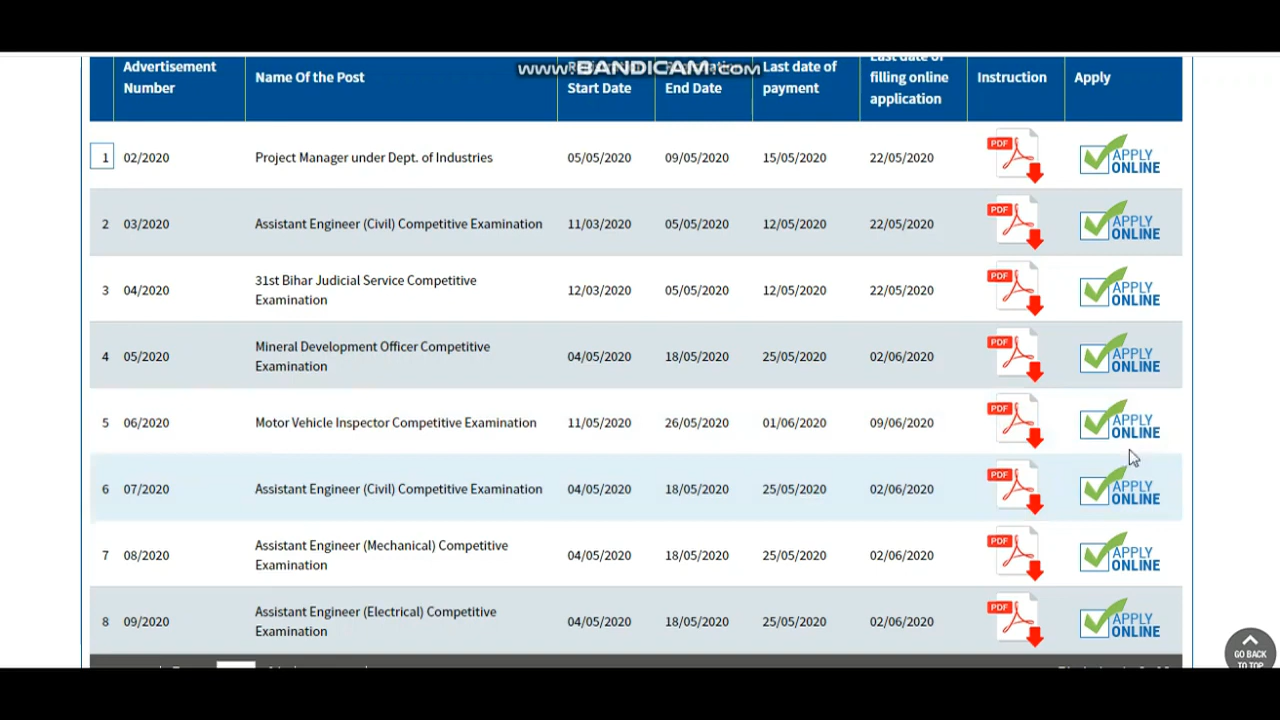 www.BANDICAM.com
Advertisement
Number
Name Of the Post
Start Date
End Date
Last date of
payment
Last date of
filling online
application
Instruction
Apply
1 02/2020 Project Manager under Dept. of Industries 05/05/2020 09/05/2020 15/05/2020 22/05/2020 PDF APPLY ONLINE
2 03/2020 Assistant Engineer (Civil) Competitive Examination 11/03/2020 05/05/2020 12/05/2020 22/05/2020 PDF APPLY ONLINE
3 04/2020 31st Bihar Judicial Service Competitive
Examination 12/03/2020 05/05/2020 12/05/2020 22/05/2020 PDF APPLY ONLINE
4 05/2020 Mineral Development Officer Competitive
Examination 04/05/2020 18/05/2020 25/05/2020 02/06/2020 PDF APPLY ONLINE
5 06/2020 Motor Vehicle Inspector Competitive Examination 11/05/2020 26/05/2020 01/06/2020 09/06/2020 PDF APPLY ONLINE
6 07/2020 Assistant Engineer (Civil) Competitive Examination 04/05/2020 18/05/2020 25/05/2020 02/06/2020 PDF APPLY ONLINE
7 08/2020 Assistant Engineer (Mechanical) Competitive
Examination 04/05/2020 18/05/2020 25/05/2020 02/06/2020 PDF APPLY ONLINE
8 09/2020 Assistant Engineer (Electrical) Competitive
Examination 04/05/2020 18/05/2020 25/05/2020 02/06/2020 PDF APPLY ONLINE
GO BACK
TO TOP